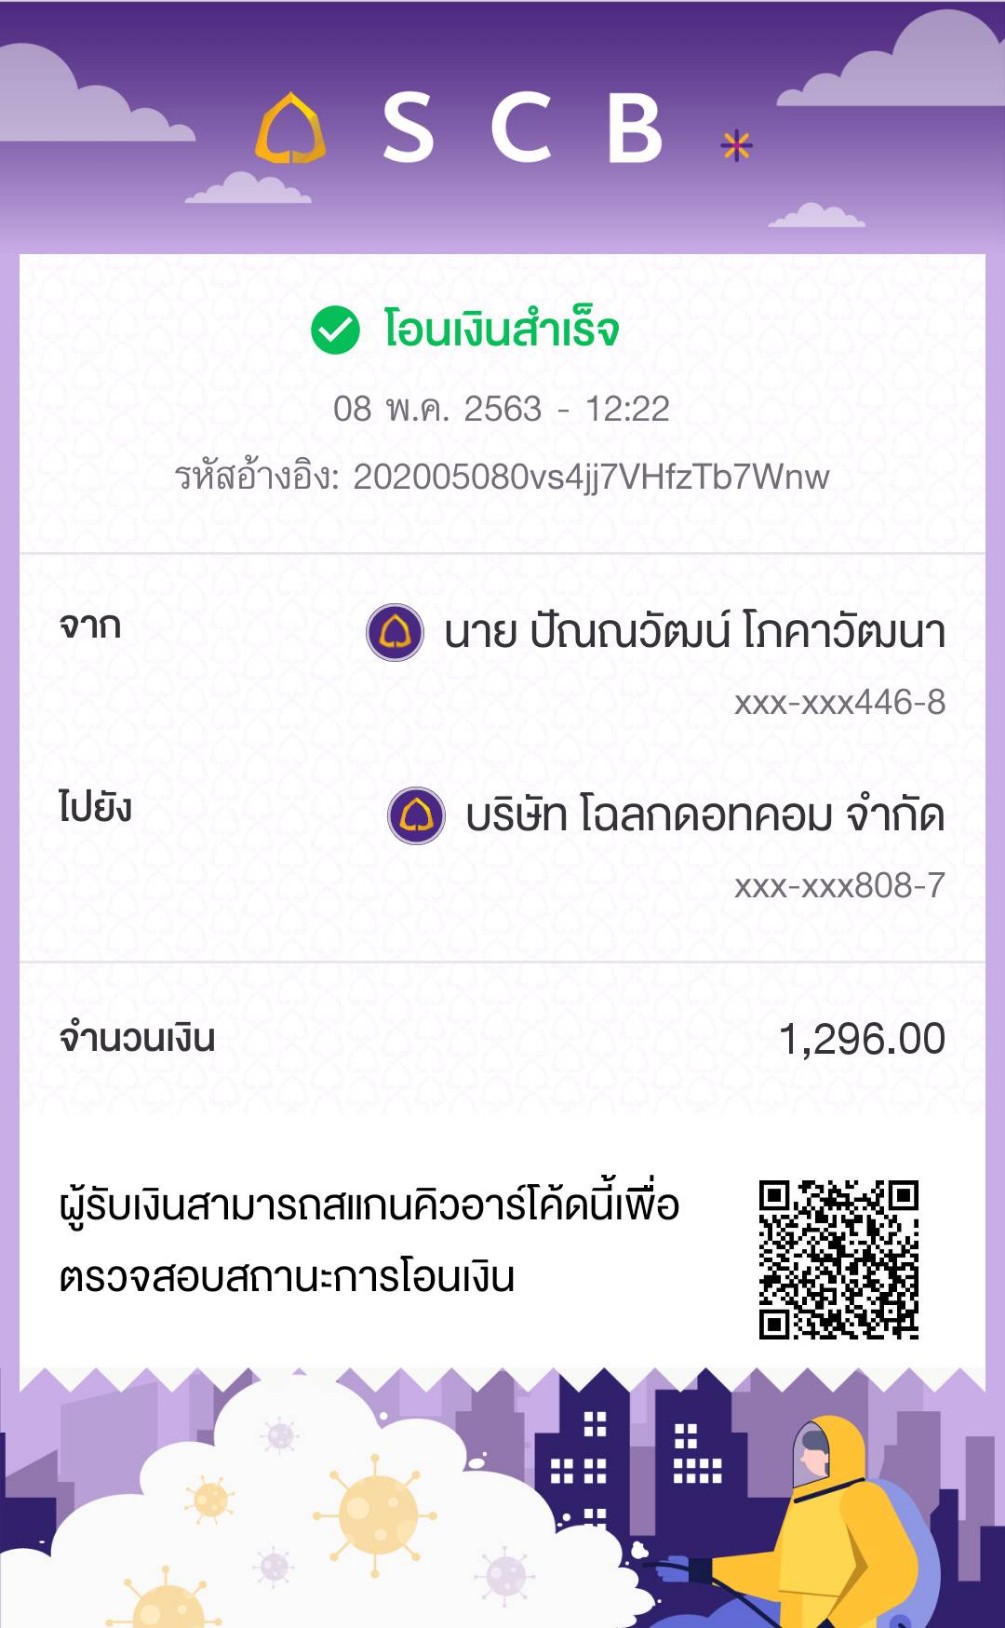 SCB
โอนเงินสำเร็จ
08 พ.ค. 2563 - 12:22
รหัสอ้างอิง: 202005080vs4jj7VHfzTb7Wnw
จาก
นาย ปัณณวัฒน์ โภคาวัฒนา
xxx-xxx446-8
ไปยัง
บริษัท โฉลกดอทคอม จำกัด
xxx-xxx808-7
จำนวนเงิน
1,296.00
ผู้รับเงินสามารถสแกนคิวอาร์โค้ดนี้เพื่อ
ตรวจสอบสถานะการโอนเงิน